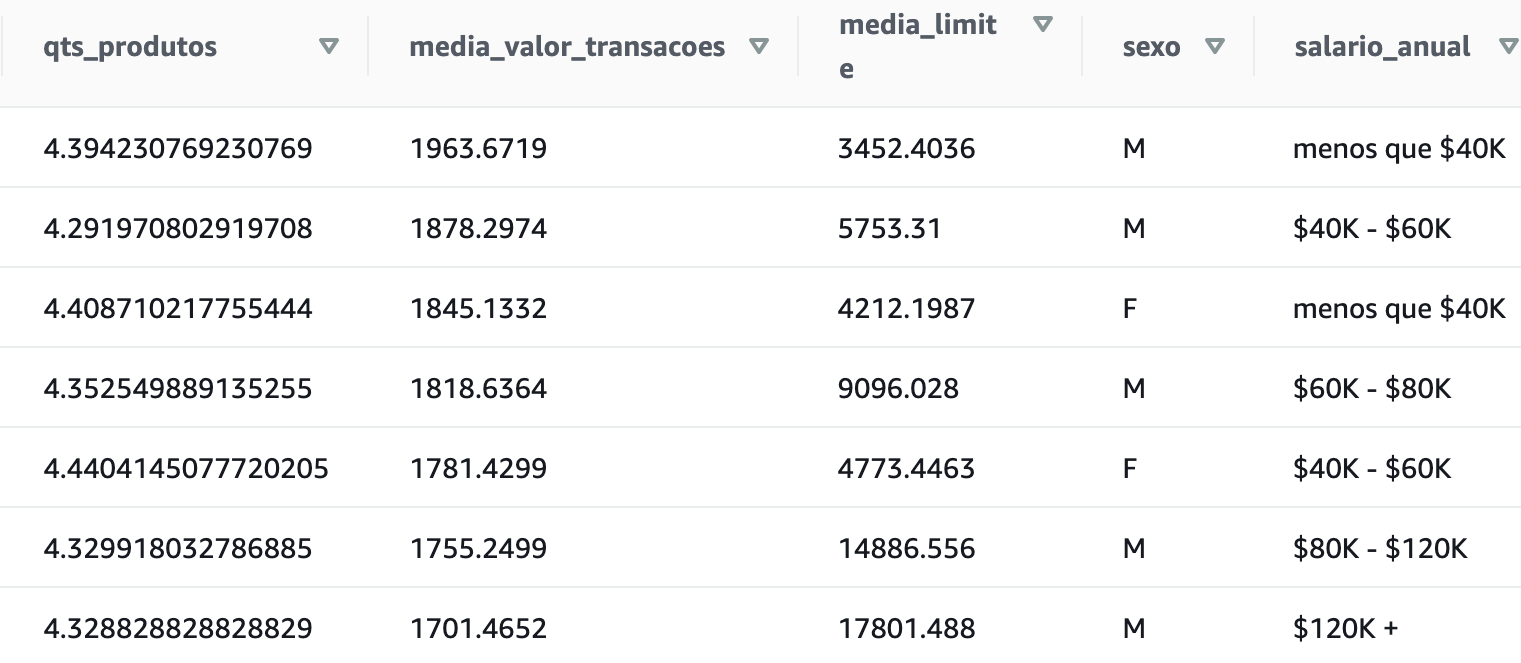 qts_produtos media_valor_transacoes media_limit
e sexo salario_anual
4.394230769230769 1963.6719 3452.4036 M menos que $40K
4.291970802919708 1878.2974 5753.31 M $40K - $60K
4.408710217755444 1845.1332 4212.1987 F menos que $40K
4.352549889135255 1818.6364 9096.028 M $60K - $80K
4.4404145077720205 1781.4299 4773.4463 F $40K - $60K
4.329918032786885 1755.2499 14886.556 M $80K - $120K
4.328828828828829 1701.4652 17801.488 M $120K +